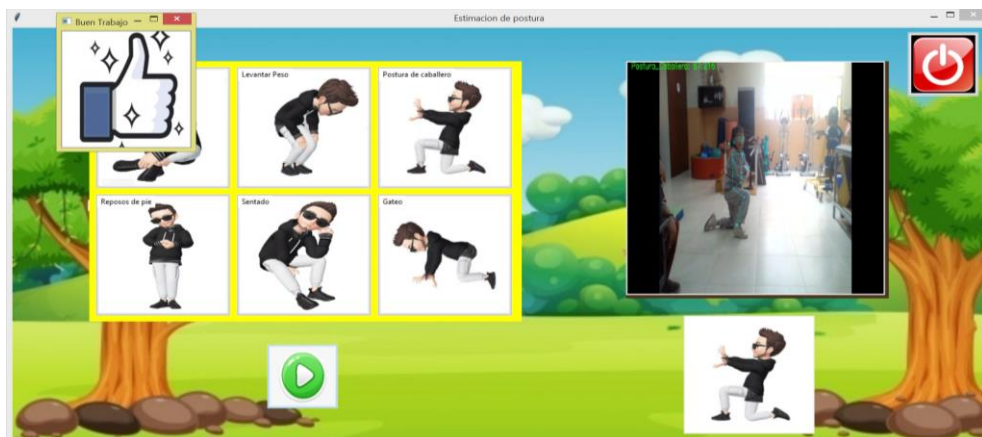 Estimacion de postura
Buen Trabajo
Levantar Peso
Postura de caballero
Reposos de pie
Sentado
Gateo